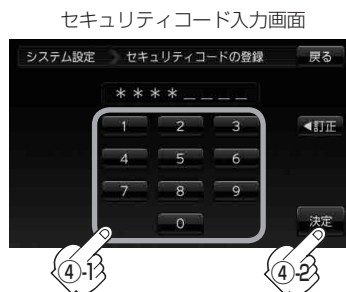 セキュリティコード入力画面
システム設定 セキュリティコードの登録 戻る
****____
1 2 3 ◀訂正
4 5 6
7 8 9
0 決定
④-1 ④-2